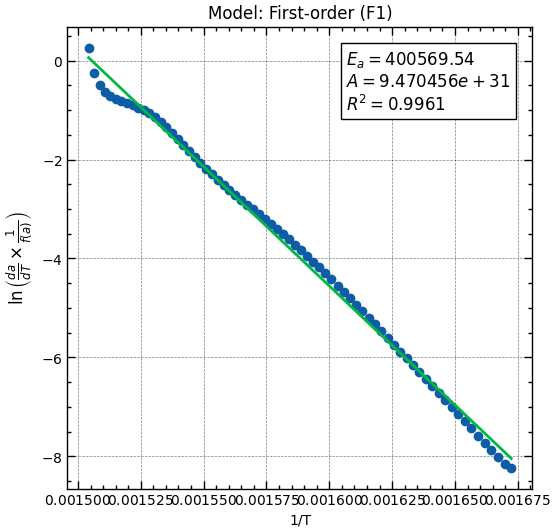 Model: First-order (F1)
E_a = 400569.54
A = 9.470456e + 31
R^2 = 0.9961
0
−2
−4
−6
−8
ln (da/dT × 1/f(a))
0.001500 0.001525 0.001550 0.001575 0.001600 0.001625 0.001650 0.001675
1/T